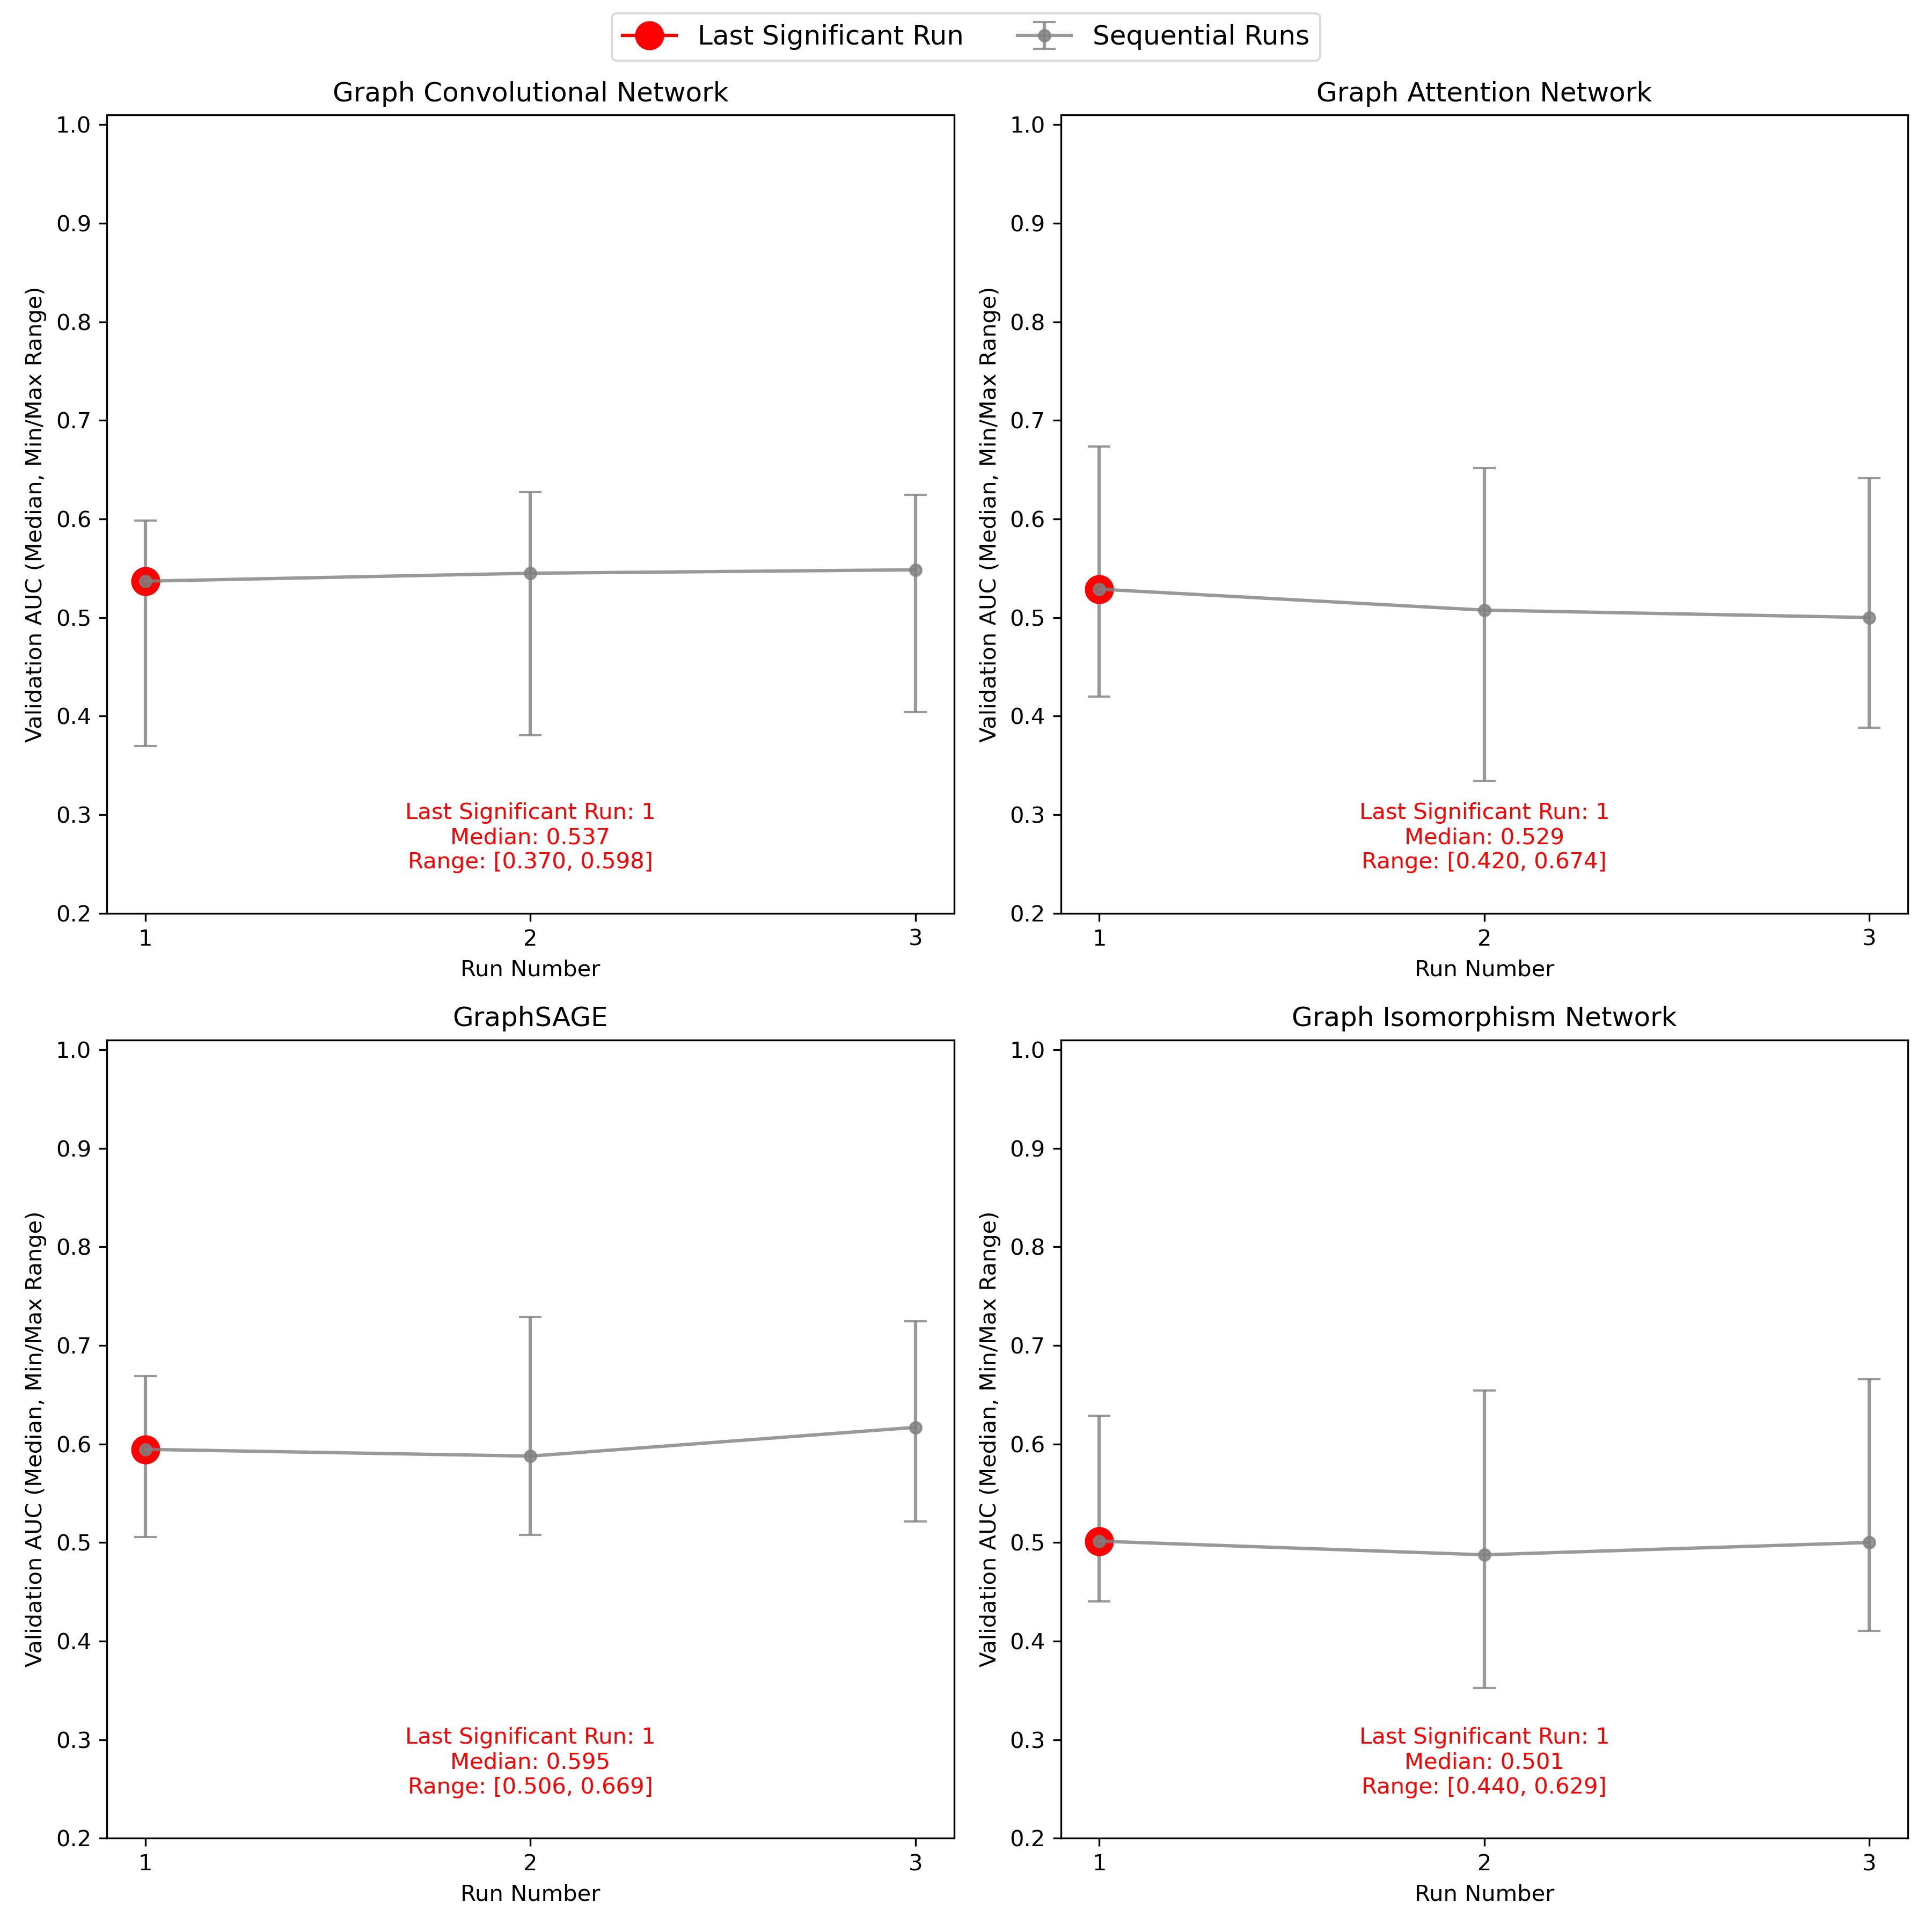 Last Significant Run
Sequential Runs
Graph Convolutional Network
Validation AUC (Median, Min/Max Range)
1.0
0.9
0.8
0.7
0.6
0.5
0.4
0.3
0.2
Last Significant Run: 1
Median: 0.537
Range: [0.370, 0.598]
1
2
3
Run Number
Graph Attention Network
Validation AUC (Median, Min/Max Range)
1.0
0.9
0.8
0.7
0.6
0.5
0.4
0.3
0.2
Last Significant Run: 1
Median: 0.529
Range: [0.420, 0.674]
1
2
3
Run Number
GraphSAGE
Validation AUC (Median, Min/Max Range)
1.0
0.9
0.8
0.7
0.6
0.5
0.4
0.3
0.2
Last Significant Run: 1
Median: 0.595
Range: [0.506, 0.669]
1
2
3
Run Number
Graph Isomorphism Network
Validation AUC (Median, Min/Max Range)
1.0
0.9
0.8
0.7
0.6
0.5
0.4
0.3
0.2
Last Significant Run: 1
Median: 0.501
Range: [0.440, 0.629]
1
2
3
Run Number